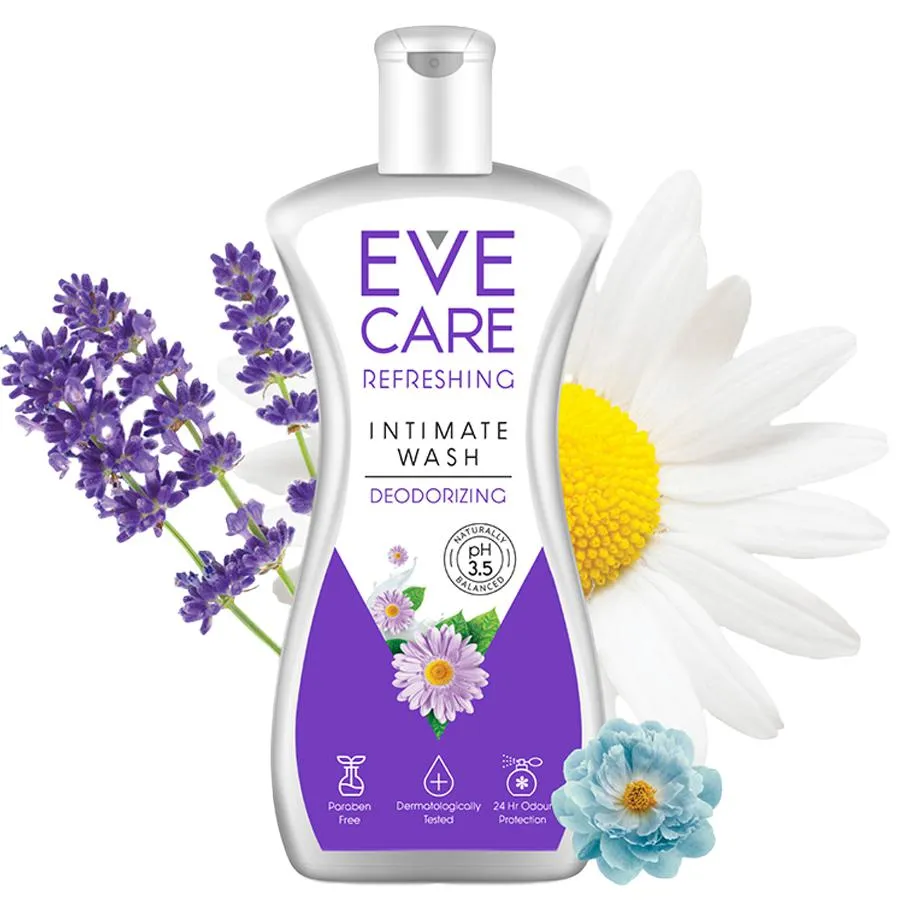 EVE
CARE
REFRESHING
INTIMATE
WASH
DEODORIZING
NATURALLY
pH
3.5
BALANCED
Paraben
Free
Dermatologically
Tested
24 Hr Odour
Protection